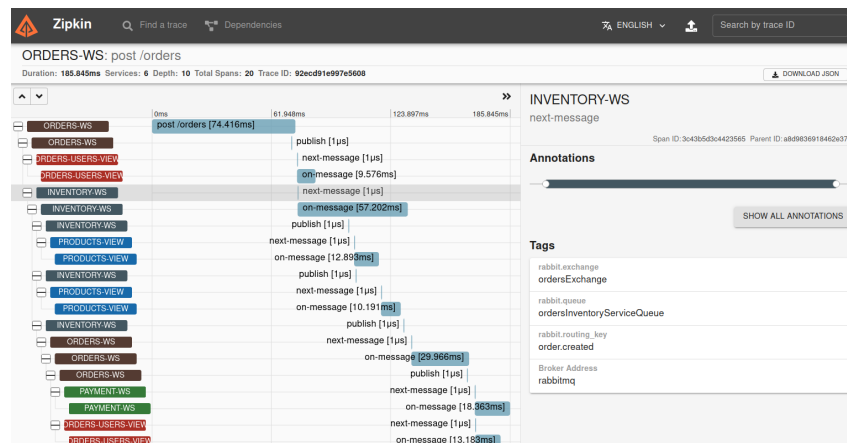 Zipkin Find a trace Dependencies ENGLISH Search by trace ID
ORDERS-WS: post /orders
Duration: 185.845ms Services: 6 Depth: 10 Total Spans: 20 Trace ID: 92ecd91e997e5608 DOWNLOAD JSON
0ms 61.948ms 123.897ms 185.845ms
ORDERS-WS post /orders [74.416ms]
ORDERS-WS publish [1µs]
ORDERS-USERS-VIEW next-message [1µs]
ORDERS-USERS-VIEW on-message [9.576ms]
INVENTORY-WS next-message [1µs]
INVENTORY-WS on-message [57.202ms]
INVENTORY-WS publish [1µs]
PRODUCTS-VIEW next-message [1µs]
PRODUCTS-VIEW on-message [12.893ms]
INVENTORY-WS publish [1µs]
PRODUCTS-VIEW next-message [1µs]
PRODUCTS-VIEW on-message [10.191ms]
INVENTORY-WS publish [1µs]
ORDERS-WS next-message [1µs]
ORDERS-WS on-message [29.966ms]
ORDERS-WS publish [1µs]
PAYMENT-WS next-message [1µs]
PAYMENT-WS on-message [18.363ms]
ORDERS-USERS-VIEW next-message [1µs]
ORDERS-USERS-VIEW on-message [13.183ms]
INVENTORY-WS
next-message
Span ID: 3c43b5d3c4423565 Parent ID: a8d9836918462e37
Annotations
SHOW ALL ANNOTATIONS
Tags
rabbit.exchange
ordersExchange
rabbit.queue
ordersInventoryServiceQueue
rabbit.routing_key
order.created
Broker Address
rabbitmq